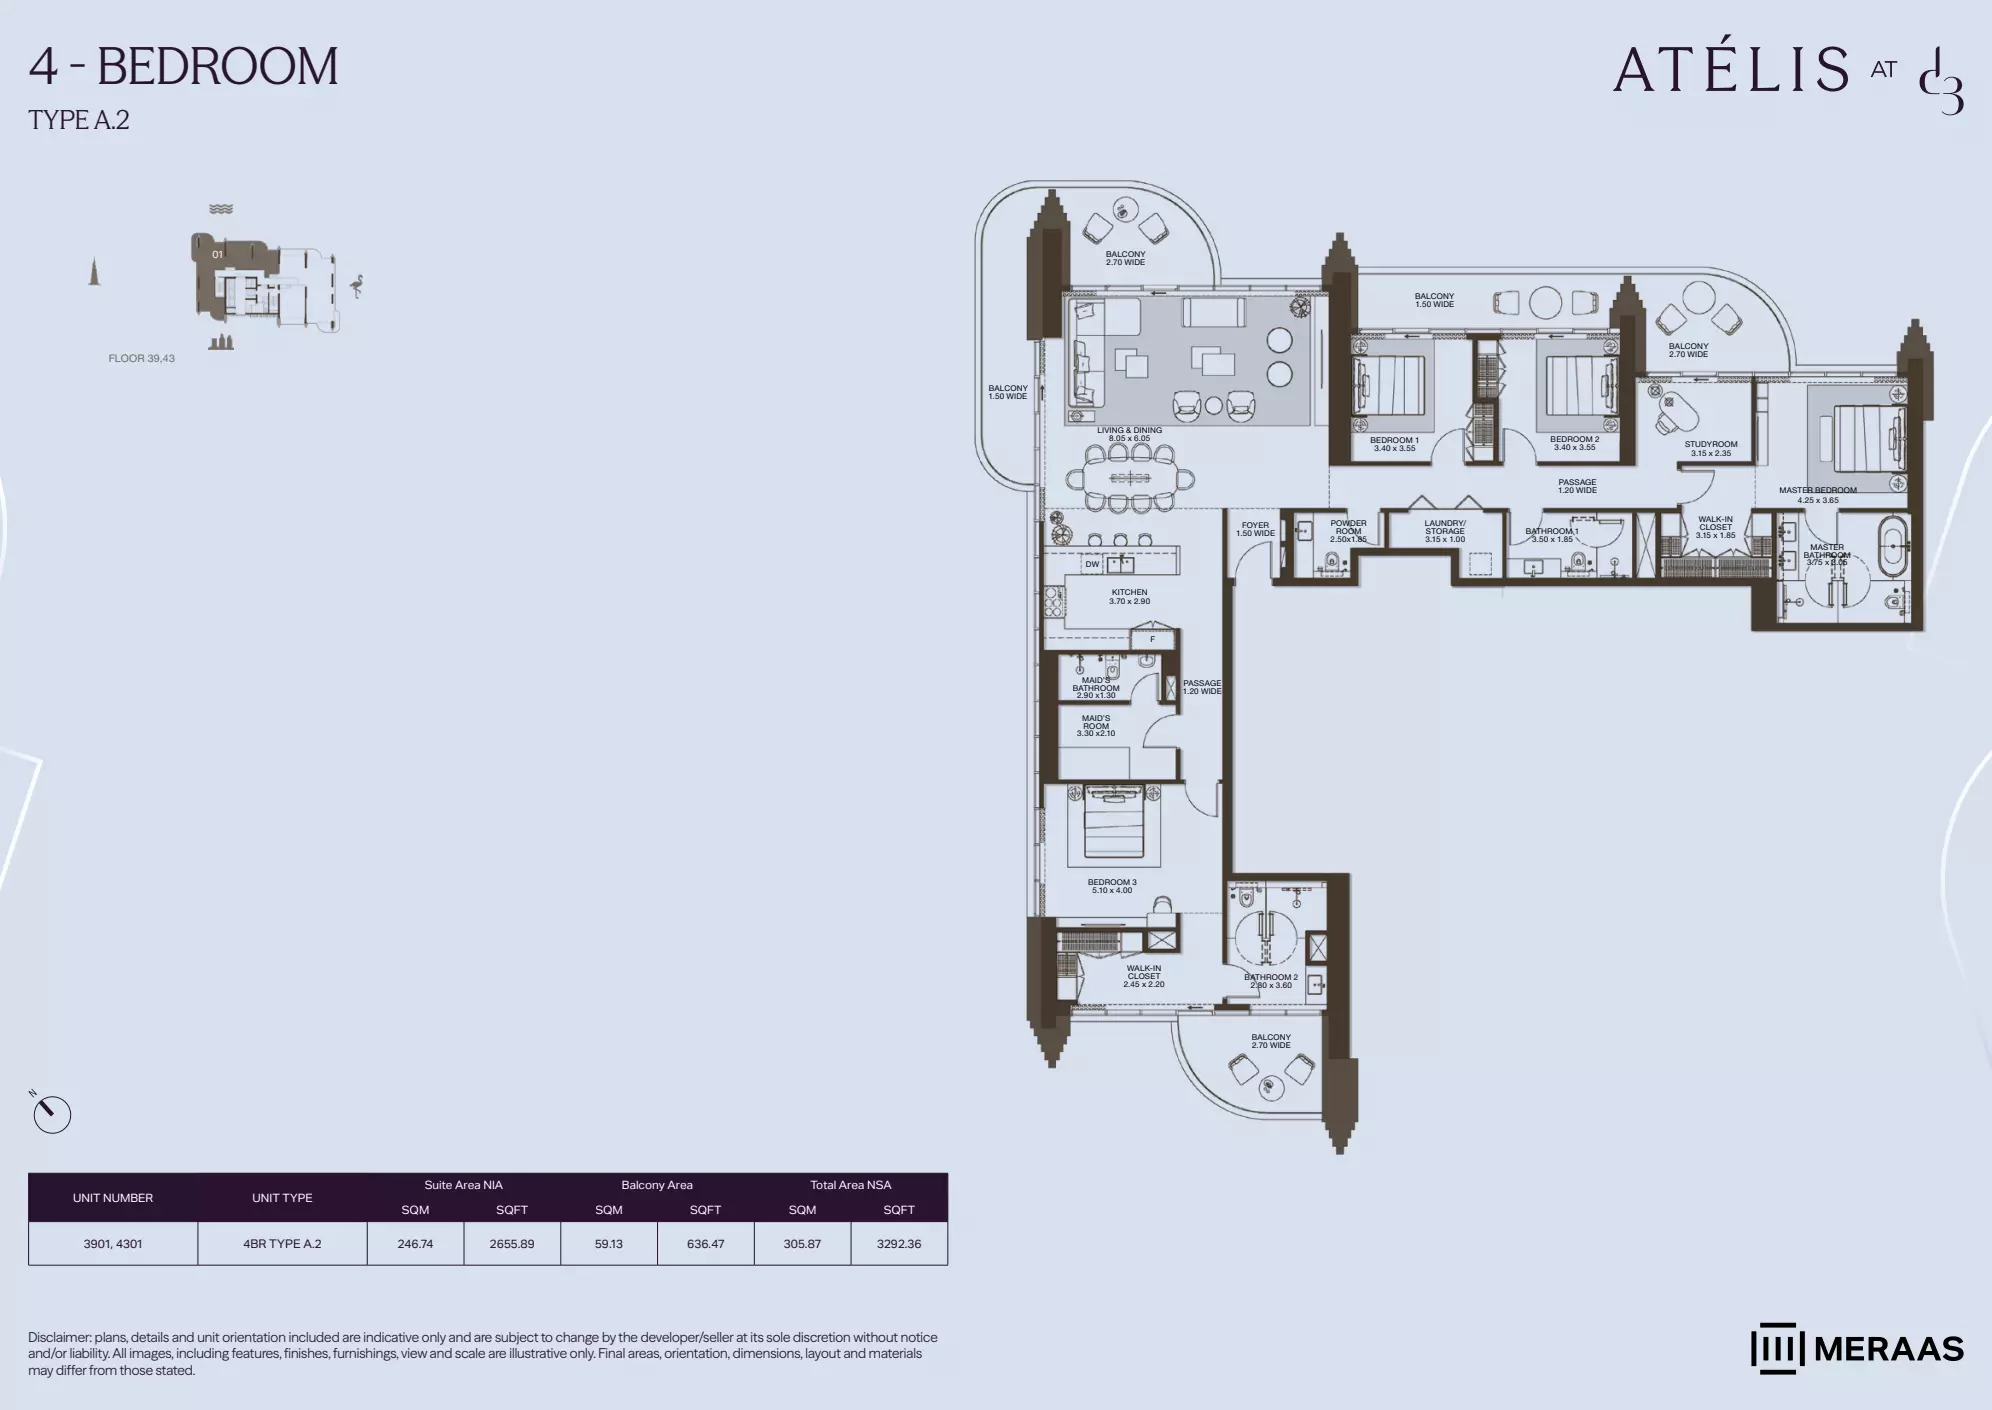 4 - BEDROOM
TYPE A.2
ATÉLIS AT d3
01
FLOOR 39,43
BALCONY
2.70 WIDE
BALCONY
1.50 WIDE
BALCONY
2.70 WIDE
BALCONY
1.50 WIDE
LIVING & DINING
8.05 x 6.05
BEDROOM 1
3.40 x 3.55
BEDROOM 2
3.40 x 3.55
STUDYROOM
3.15 x 2.35
MASTER BEDROOM
4.25 x 3.65
PASSAGE
1.20 WIDE
FOYER
1.50 WIDE
POWDER
ROOM
2.50x1.85
LAUNDRY/
STORAGE
3.15 x 1.00
BATHROOM 1
3.50 x 1.85
WALK-IN
CLOSET
3.15 x 1.85
MASTER
BATHROOM
3.75 x 2.05
DW
KITCHEN
3.70 x 2.90
F
MAID'S
BATHROOM
2.90 x1.30
PASSAGE
1.20 WIDE
MAID'S
ROOM
3.30 x2.10
BEDROOM 3
5.10 x 4.00
WALK-IN
CLOSET
2.45 x 2.20
BATHROOM 2
2.80 x 3.60
BALCONY
2.70 WIDE
N
UNIT NUMBER UNIT TYPE Suite Area NIA Balcony Area Total Area NSA
SQM SQFT SQM SQFT SQM SQFT
3901, 4301 4BR TYPE A.2 246.74 2655.89 59.13 636.47 305.87 3292.36
Disclaimer: plans, details and unit orientation included are indicative only and are subject to change by the developer/seller at its sole discretion without notice
and/or liability. All images, including features, finishes, furnishings, view and scale are illustrative only. Final areas, orientation, dimensions, layout and materials
may differ from those stated.
MERAAS